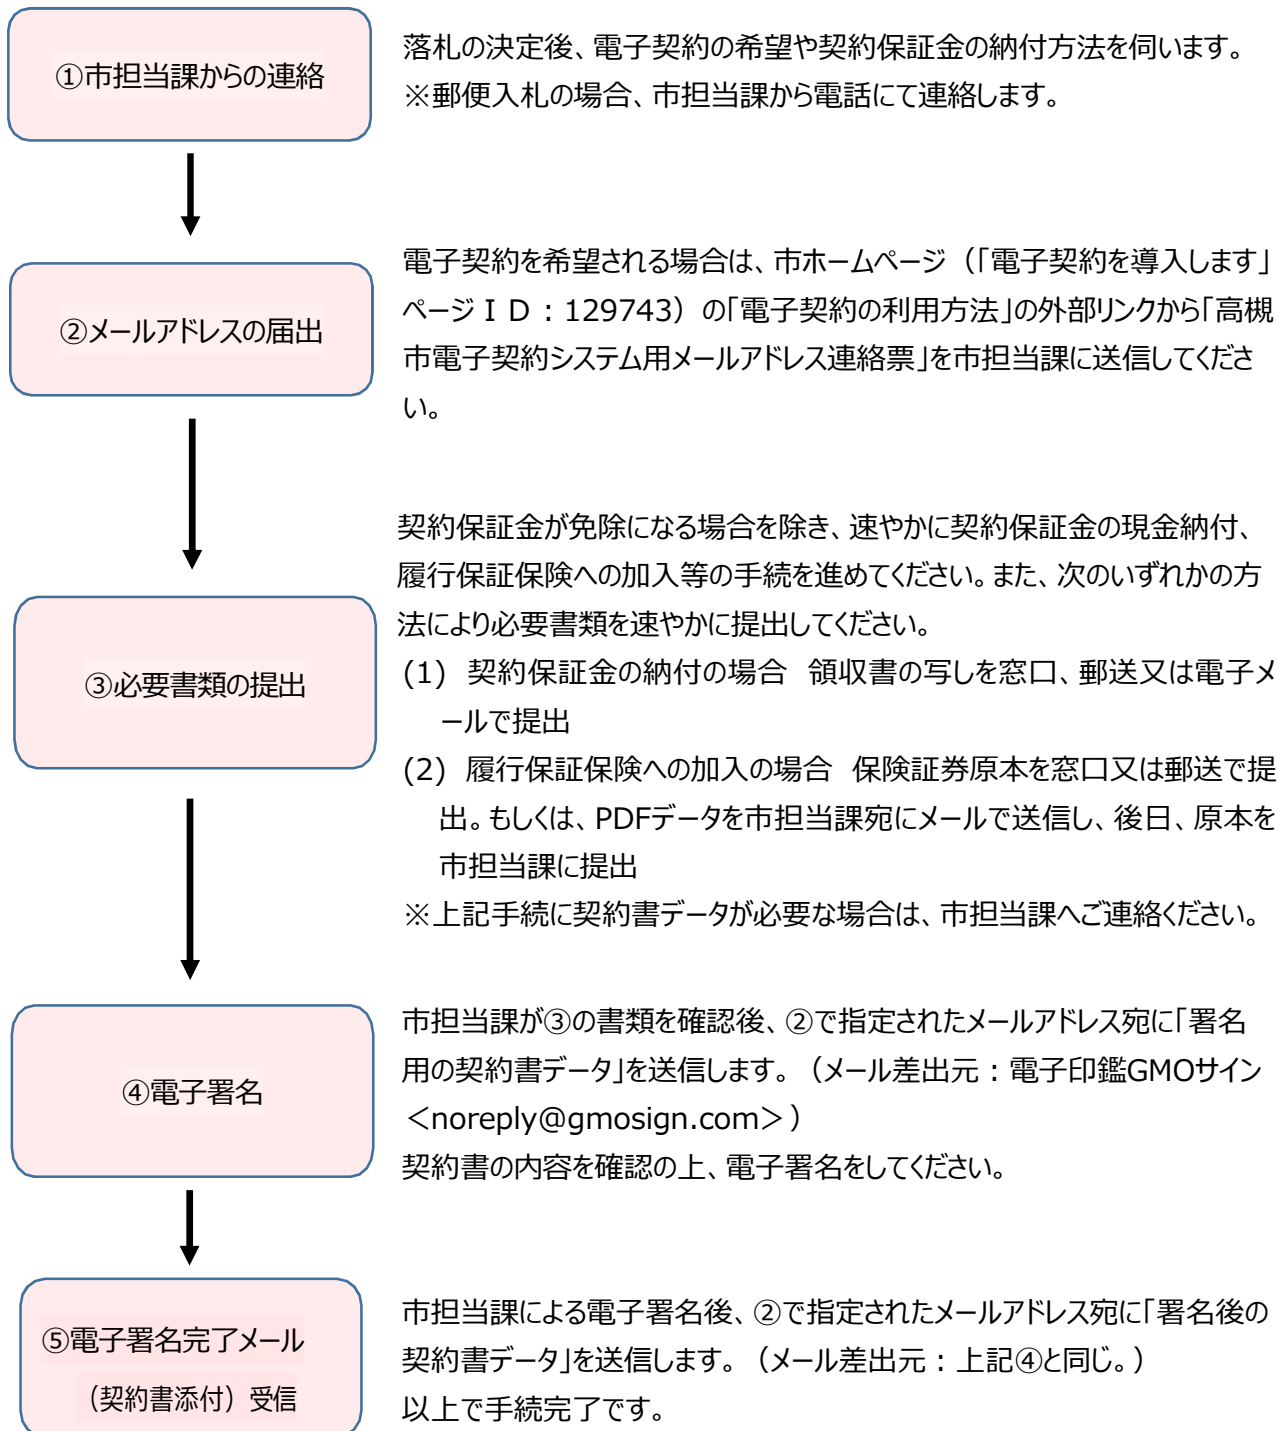 ①市担当課からの連絡
落札の決定後、電子契約の希望や契約保証金の納付方法を伺います。
※郵便入札の場合、市担当課から電話にて連絡します。
②メールアドレスの届出
電子契約を希望される場合は、市ホームページ（「電子契約を導入します」
ページＩＤ：129743）の「電子契約の利用方法」の外部リンクから「高槻
市電子契約システム用メールアドレス連絡票」を市担当課に送信してくださ
い。
③必要書類の提出
契約保証金が免除になる場合を除き、速やかに契約保証金の現金納付、
履行保証保険への加入等の手続を進めてください。また、次のいずれかの方
法により必要書類を速やかに提出してください。
(1) 契約保証金の納付の場合　領収書の写しを窓口、郵送又は電子メ
ールで提出
(2) 履行保証保険への加入の場合　保険証券原本を窓口又は郵送で提
出。もしくは、PDFデータを市担当課宛にメールで送信し、後日、原本を
市担当課に提出
※上記手続に契約書データが必要な場合は、市担当課へご連絡ください。
④電子署名
市担当課が③の書類を確認後、②で指定されたメールアドレス宛に「署名
用の契約書データ」を送信します。（メール差出元：電子印鑑GMOサイン
＜noreply@gmosign.com＞）
契約書の内容を確認の上、電子署名をしてください。
⑤電子署名完了メール
（契約書添付）受信
市担当課による電子署名後、②で指定されたメールアドレス宛に「署名後の
契約書データ」を送信します。（メール差出元：上記④と同じ。）
以上で手続完了です。